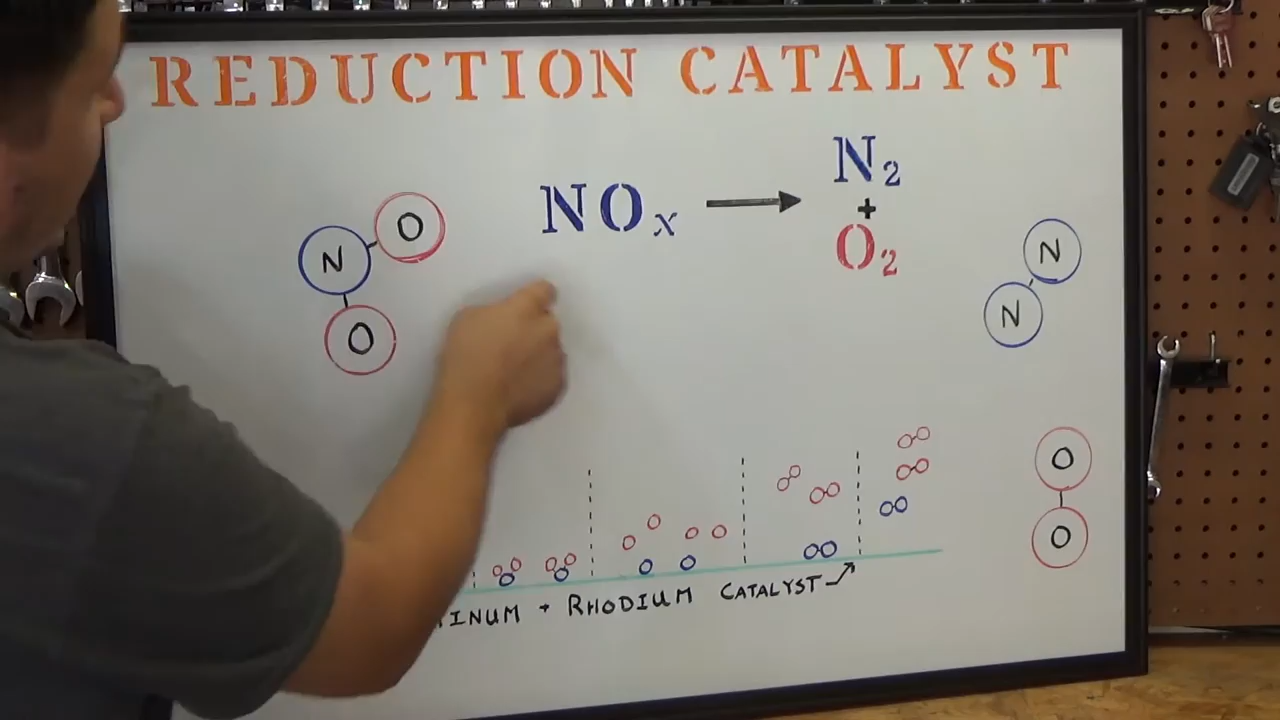 REDUCTION CATALYST
NOx → N2
+
O2
N O
O
N
N
O
O
+ RHODIUM CATALYST